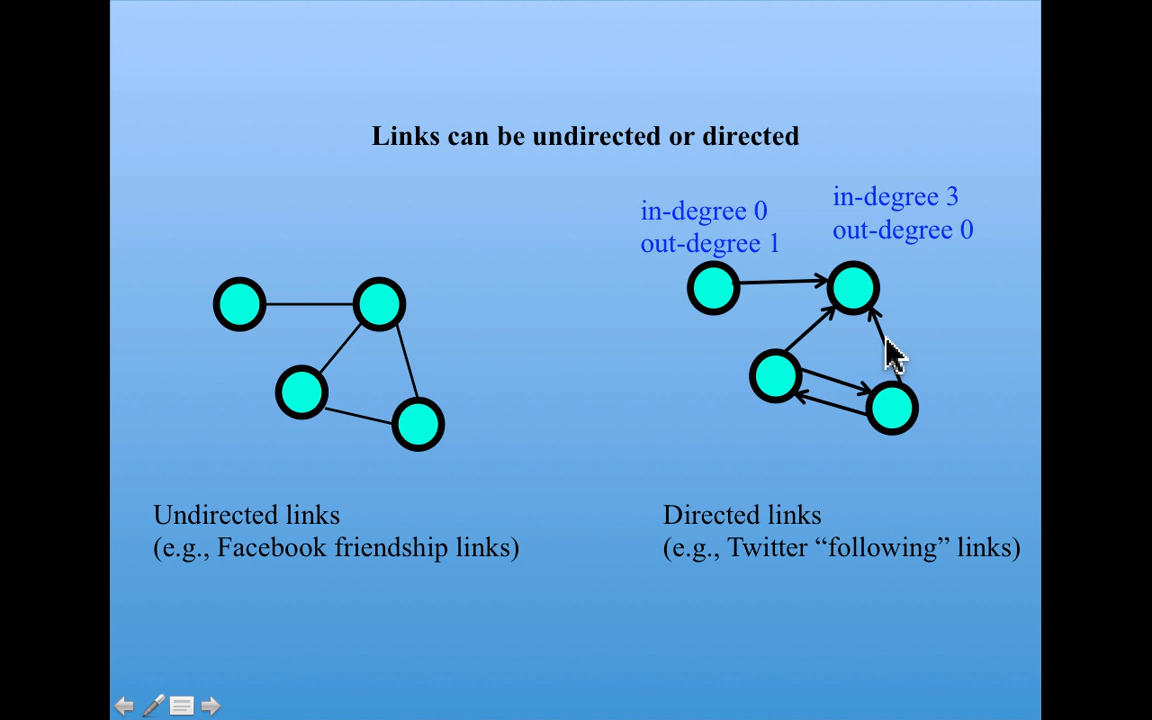 Links can be undirected or directed
in-degree 0
out-degree 1
in-degree 3
out-degree 0
Undirected links
(e.g., Facebook friendship links)
Directed links
(e.g., Twitter “following” links)